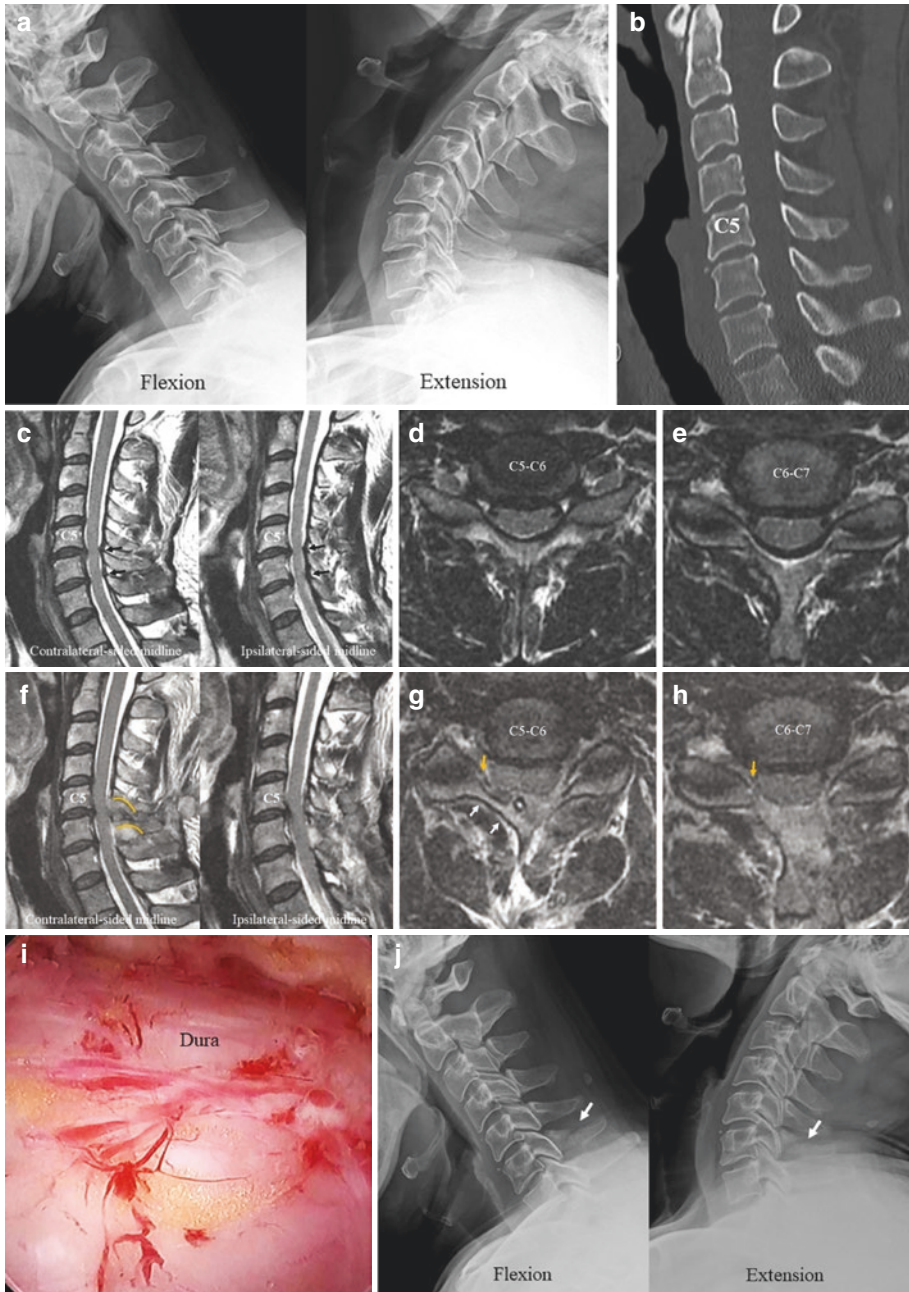 a
b
Flexion
Extension
C5
c
d
e
C5
C5
C5-C6
C6-C7
Contralateral-sided midline
Ipsilateral-sided midline
f
g
h
C5
C5
C5-C6
C6-C7
Contralateral-sided midline
Ipsilateral-sided midline
i
j
Dura
Flexion
Extension